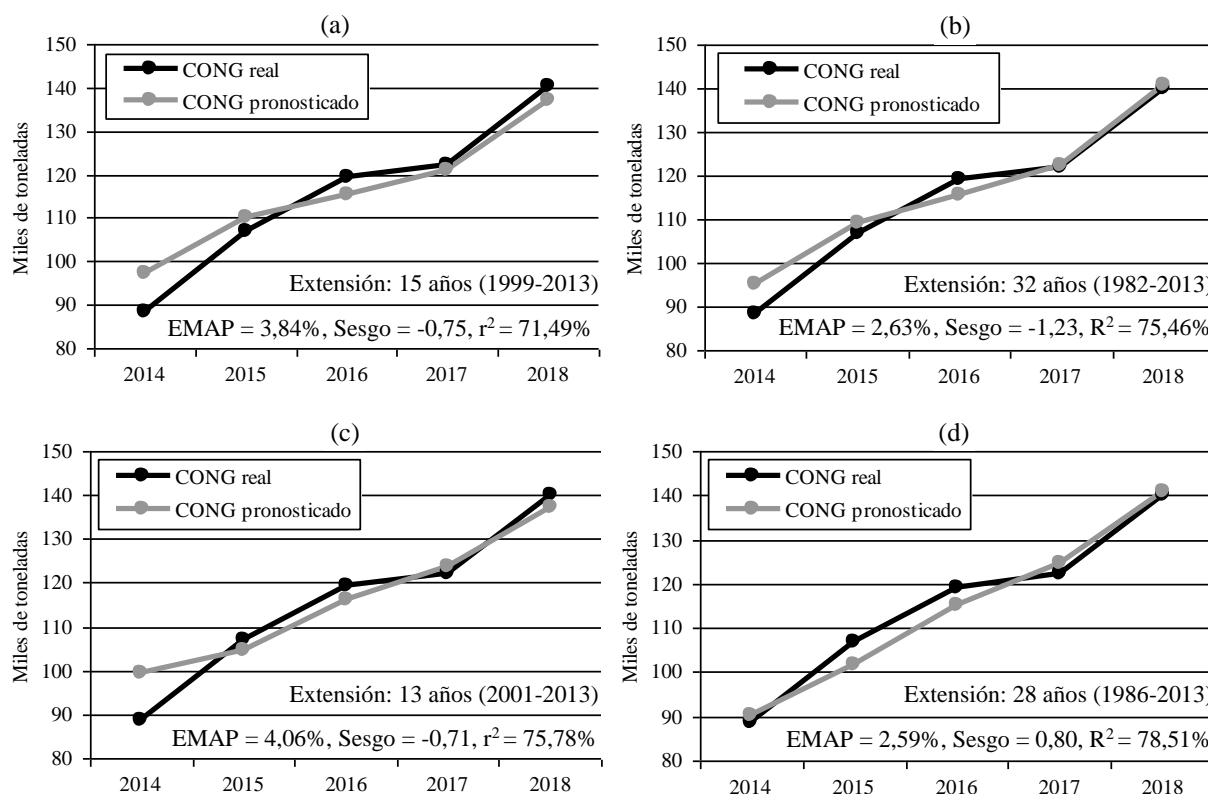 (a)
150
140
130
120
110
100
90
80
Miles de toneladas
CONG real
CONG pronosticado
Extensión: 15 años (1999-2013)
EMAP = 3,84%, Sesgo = -0,75, r² = 71,49%
2014 2015 2016 2017 2018
(b)
150
140
130
120
110
100
90
80
Miles de toneladas
CONG real
CONG pronosticado
Extensión: 32 años (1982-2013)
EMAP = 2,63%, Sesgo = -1,23, R² = 75,46%
2014 2015 2016 2017 2018
(c)
150
140
130
120
110
100
90
80
Miles de toneladas
CONG real
CONG pronosticado
Extensión: 13 años (2001-2013)
EMAP = 4,06%, Sesgo = -0,71, r² = 75,78%
2014 2015 2016 2017 2018
(d)
150
140
130
120
110
100
90
80
Miles de toneladas
CONG real
CONG pronosticado
Extensión: 28 años (1986-2013)
EMAP = 2,59%, Sesgo = 0,80, R² = 78,51%
2014 2015 2016 2017 2018